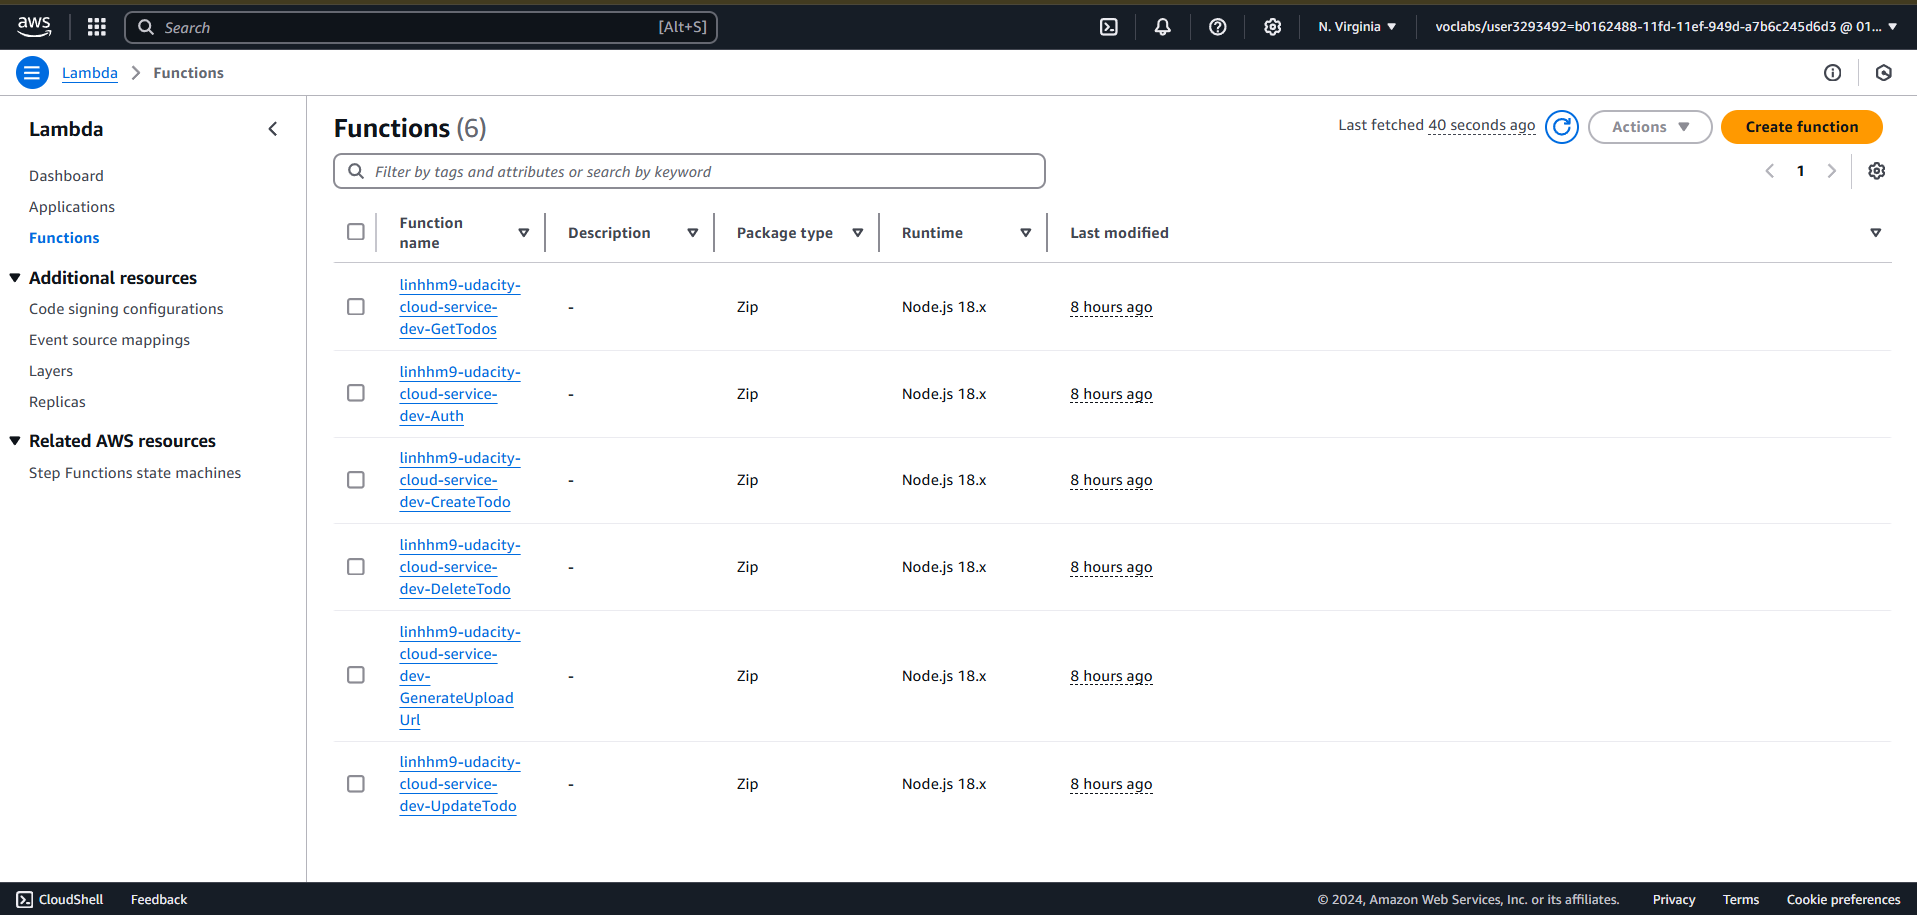 aws
Search [Alt+S]
N. Virginia
voclabs/user3293492=b0162488-11fd-11ef-949d-a7b6c245d6d3 @ 01...
Lambda > Functions
Lambda
Dashboard
Applications
Functions
Additional resources
Code signing configurations
Event source mappings
Layers
Replicas
Related AWS resources
Step Functions state machines
Functions (6)
Last fetched 40 seconds ago
Actions
Create function
Filter by tags and attributes or search by keyword
1
Function
name
Description
Package type
Runtime
Last modified
linhhm9-udacity-
cloud-service-
dev-GetTodos
-
Zip
Node.js 18.x
8 hours ago
linhhm9-udacity-
cloud-service-
dev-Auth
-
Zip
Node.js 18.x
8 hours ago
linhhm9-udacity-
cloud-service-
dev-CreateTodo
-
Zip
Node.js 18.x
8 hours ago
linhhm9-udacity-
cloud-service-
dev-DeleteTodo
-
Zip
Node.js 18.x
8 hours ago
linhhm9-udacity-
cloud-service-
dev-
GenerateUpload
Url
-
Zip
Node.js 18.x
8 hours ago
linhhm9-udacity-
cloud-service-
dev-UpdateTodo
-
Zip
Node.js 18.x
8 hours ago
CloudShell
Feedback
© 2024, Amazon Web Services, Inc. or its affiliates.
Privacy
Terms
Cookie preferences